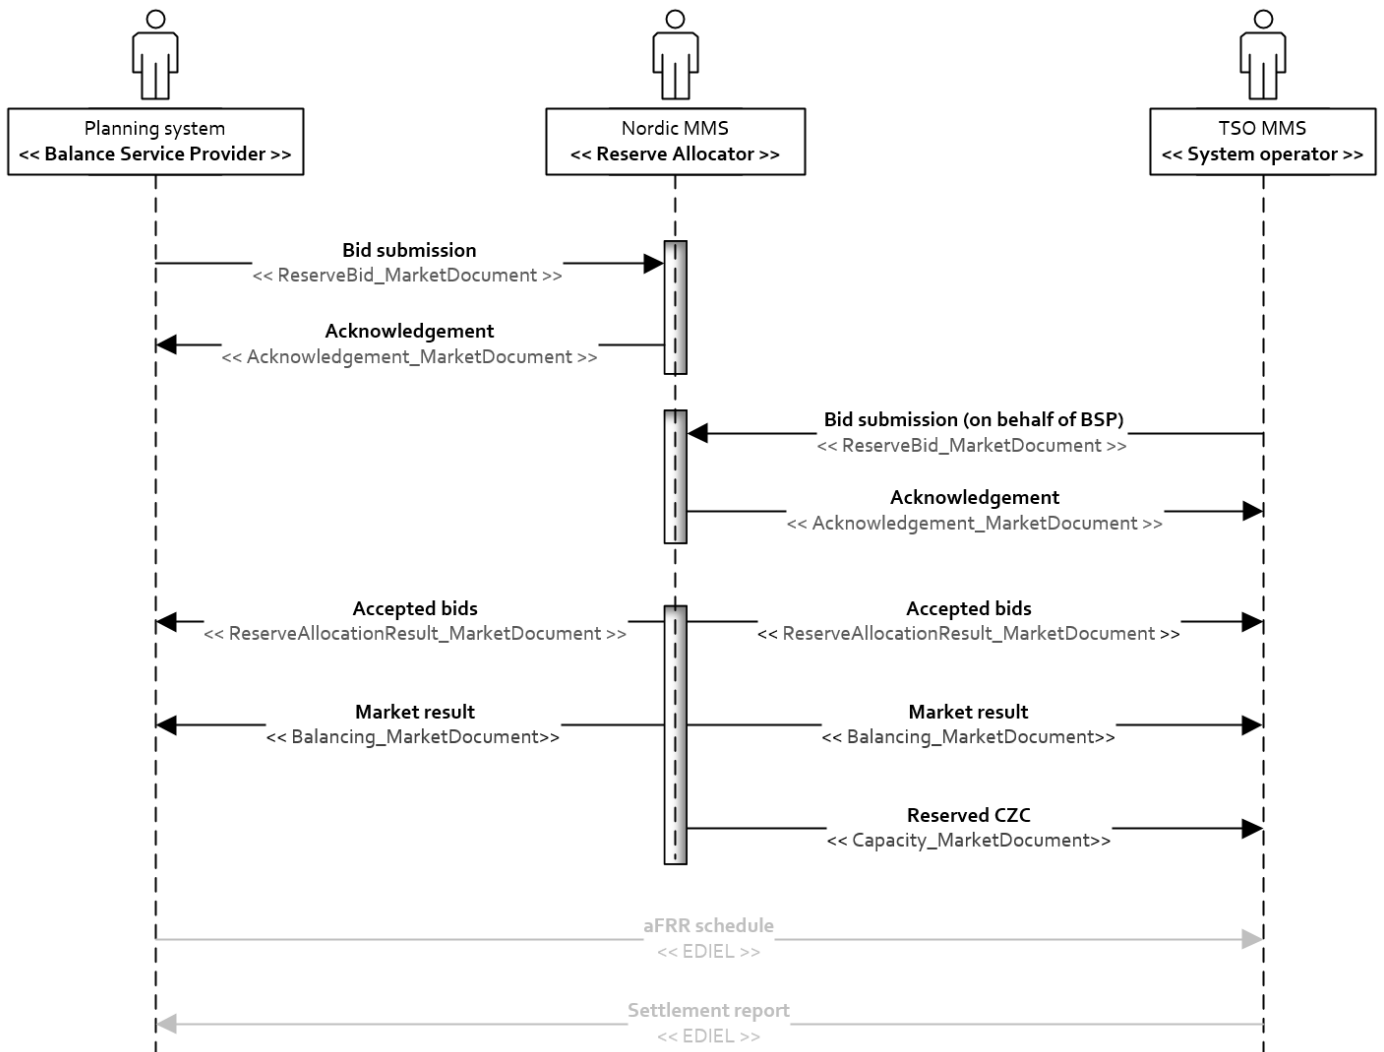 Planning system
<< Balance Service Provider >>
Nordic MMS
<< Reserve Allocator >>
TSO MMS
<< System operator >>
Bid submission
<< ReserveBid_MarketDocument >>
Acknowledgement
<< Acknowledgement_MarketDocument >>
Bid submission (on behalf of BSP)
<< ReserveBid_MarketDocument >>
Acknowledgement
<< Acknowledgement_MarketDocument >>
Accepted bids
<< ReserveAllocationResult_MarketDocument >>
Accepted bids
<< ReserveAllocationResult_MarketDocument >>
Market result
<< Balancing_MarketDocument>>
Market result
<< Balancing_MarketDocument>>
Reserved CZC
<< Capacity_MarketDocument>>
aFRR schedule
<< EDIEL >>
Settlement report
<< EDIEL >>